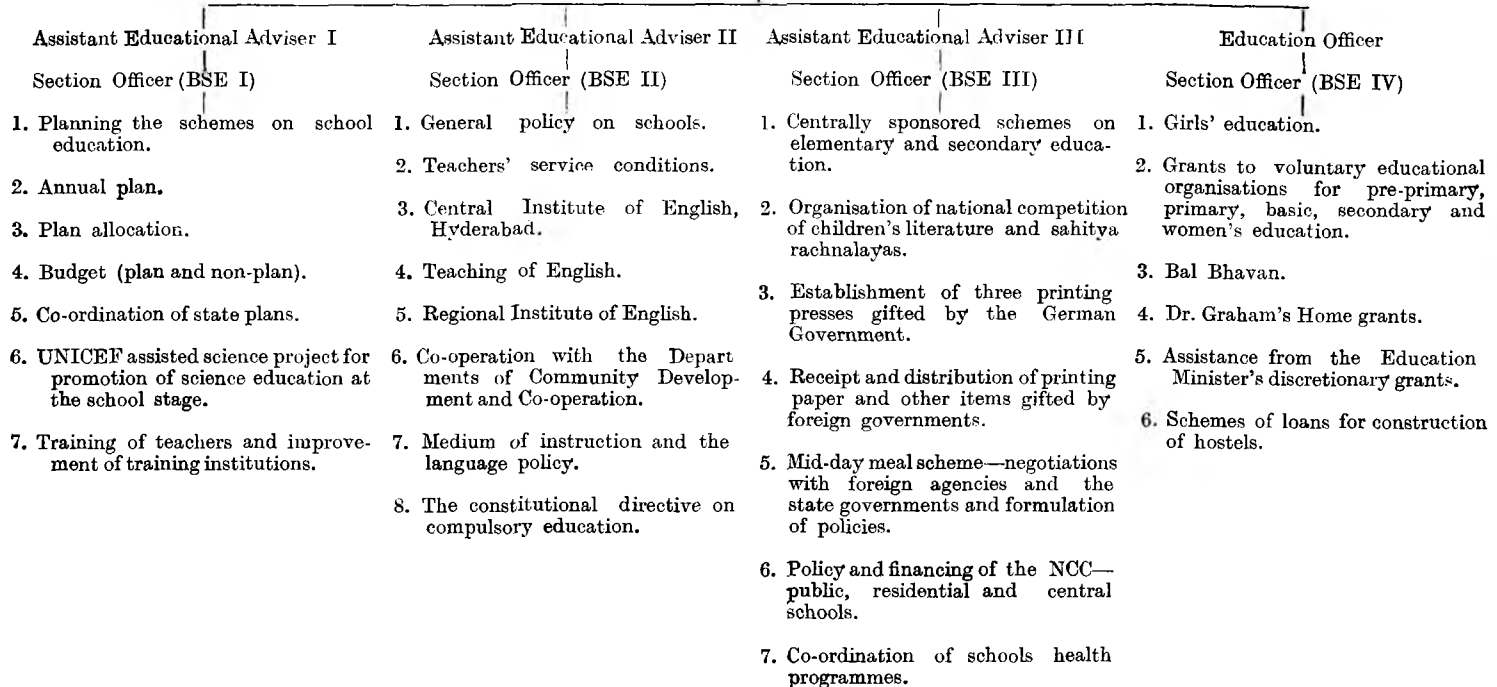 Assistant Educational Adviser I
Section Officer (BSE I)
1. Planning the schemes on school
education.
2. Annual plan.
3. Plan allocation.
4. Budget (plan and non-plan).
5. Co-ordination of state plans.
6. UNICEF assisted science project for
promotion of science education at
the school stage.
7. Training of teachers and improve-
ment of training institutions.
Assistant Educational Adviser II
Section Officer (BSE II)
1. General policy on schools.
2. Teachers' service conditions.
3. Central Institute of English,
Hyderabad.
4. Teaching of English.
5. Regional Institute of English.
6. Co-operation with the Depart
ments of Community Develop-
ment and Co-operation.
7. Medium of instruction and the
language policy.
8. The constitutional directive on
compulsory education.
Assistant Educational Adviser III
Section Officer (BSE III)
1. Centrally sponsored schemes on
elementary and secondary educa-
tion.
2. Organisation of national competition
of children's literature and sahitya
rachnalayas.
3. Establishment of three printing
presses gifted by the German
Government.
4. Receipt and distribution of printing
paper and other items gifted by
foreign governments.
5. Mid-day meal scheme—negotiations
with foreign agencies and the
state governments and formulation
of policies.
6. Policy and financing of the NCC—
public, residential and central
schools.
7. Co-ordination of schools health
programmes.
Education Officer
Section Officer (BSE IV)
1. Girls' education.
2. Grants to voluntary educational
organisations for pre-primary,
primary, basic, secondary and
women's education.
3. Bal Bhavan.
4. Dr. Graham's Home grants.
5. Assistance from the Education
Minister's discretionary grants.
6. Schemes of loans for construction
of hostels.